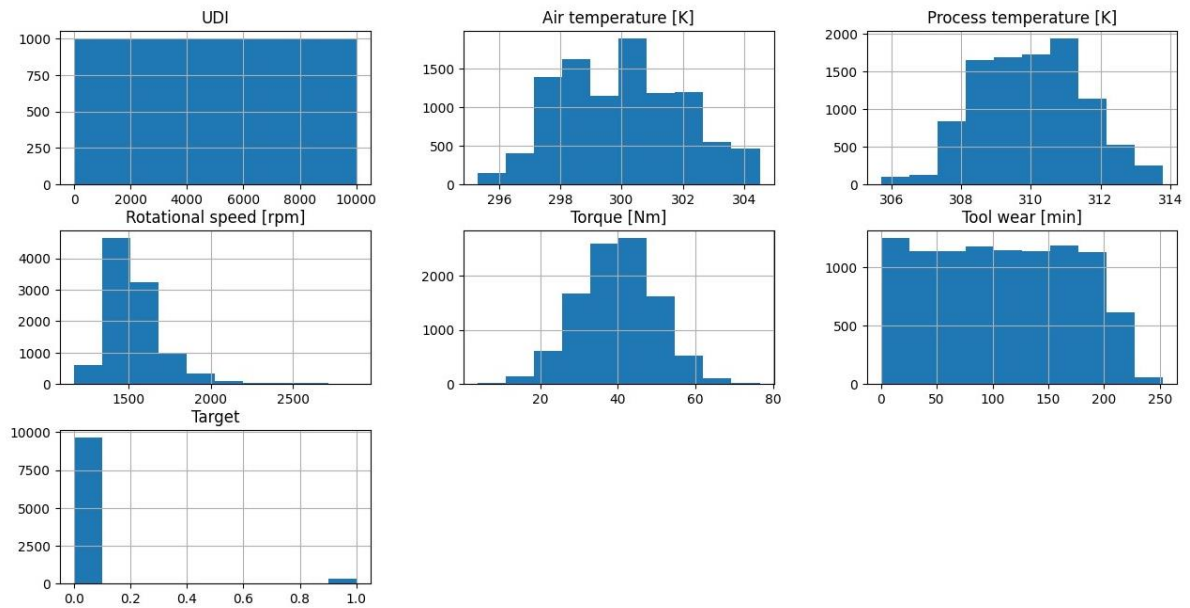 UDI
1000
750
500
250
0
0 2000 4000 6000 8000 10000
Air temperature [K]
1500
1000
500
0
296 298 300 302 304
Process temperature [K]
2000
1500
1000
500
0
306 308 310 312 314
Rotational speed [rpm]
4000
3000
2000
1000
0
1500 2000 2500
Torque [Nm]
2000
1000
0
20 40 60 80
Tool wear [min]
1000
500
0
0 50 100 150 200 250
Target
10000
7500
5000
2500
0
0.0 0.2 0.4 0.6 0.8 1.0